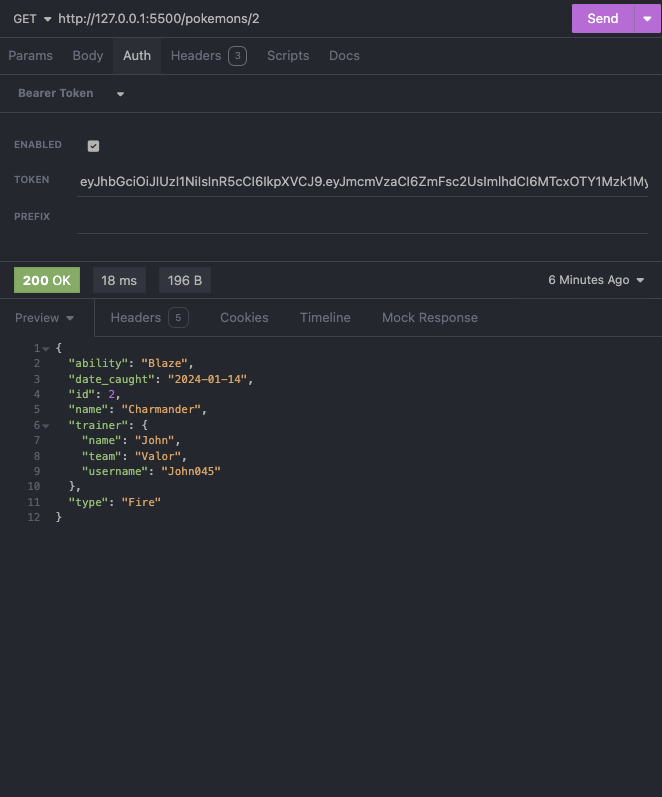 GET http://127.0.0.1:5500/pokemons/2 Send
Params Body Auth Headers 3 Scripts Docs
Bearer Token
ENABLED
TOKEN eyJhbGciOiJIUzI1NiIsInR5cCI6IkpXVCJ9.eyJmcmVzaCI6ZmFsc2UsImlhdCI6MTcxOTY1Mzk1My
PREFIX
200 OK 18 ms 196 B 6 Minutes Ago
Preview Headers 5 Cookies Timeline Mock Response
1 {
2 "ability": "Blaze",
3 "date_caught": "2024-01-14",
4 "id": 2,
5 "name": "Charmander",
6 "trainer": {
7 "name": "John",
8 "team": "Valor",
9 "username": "John045"
10 },
11 "type": "Fire"
12 }